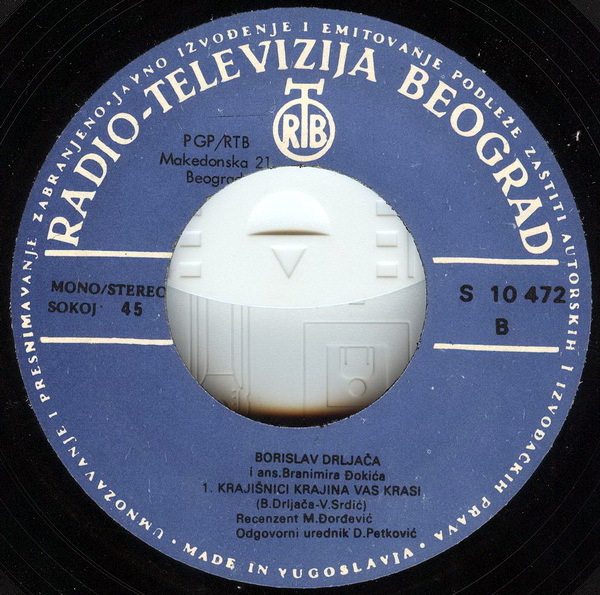 UMNOŽAVANJE I PRESNIMAVANJE ZABRANJENO · JAVNO IZVOĐENJE I EMITOVANJE PODLEŽE ZAŠTITI AUTORSKIH I IZVOĐAČKIH PRAVA ·
RADIO-TELEVIZIJA BEOGRAD
RTB
PGP/RTB
Makedonska 21,
Beograd
MONO/STEREO
SOKOJ 45
S 10 472
B
BORISLAV DRLJAČA
i ans.Branimira Đokića
1. KRAJIŠNICI KRAJINA VAS KRASI
(B.Drljača-V.Srdić)
Recenzent M.Đorđević
Odgovorni urednik D.Petković
MADE IN YUGOSLAVIA